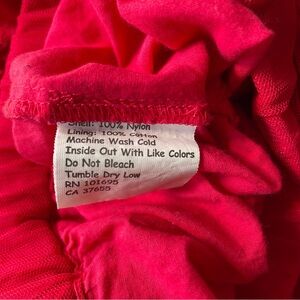 Shell: 100% Nylon
Lining: 100% Cotton
Machine Wash Cold
Inside Out With Like Colors
Do Not Bleach
Tumble Dry Low
RN 101695
CA 37655